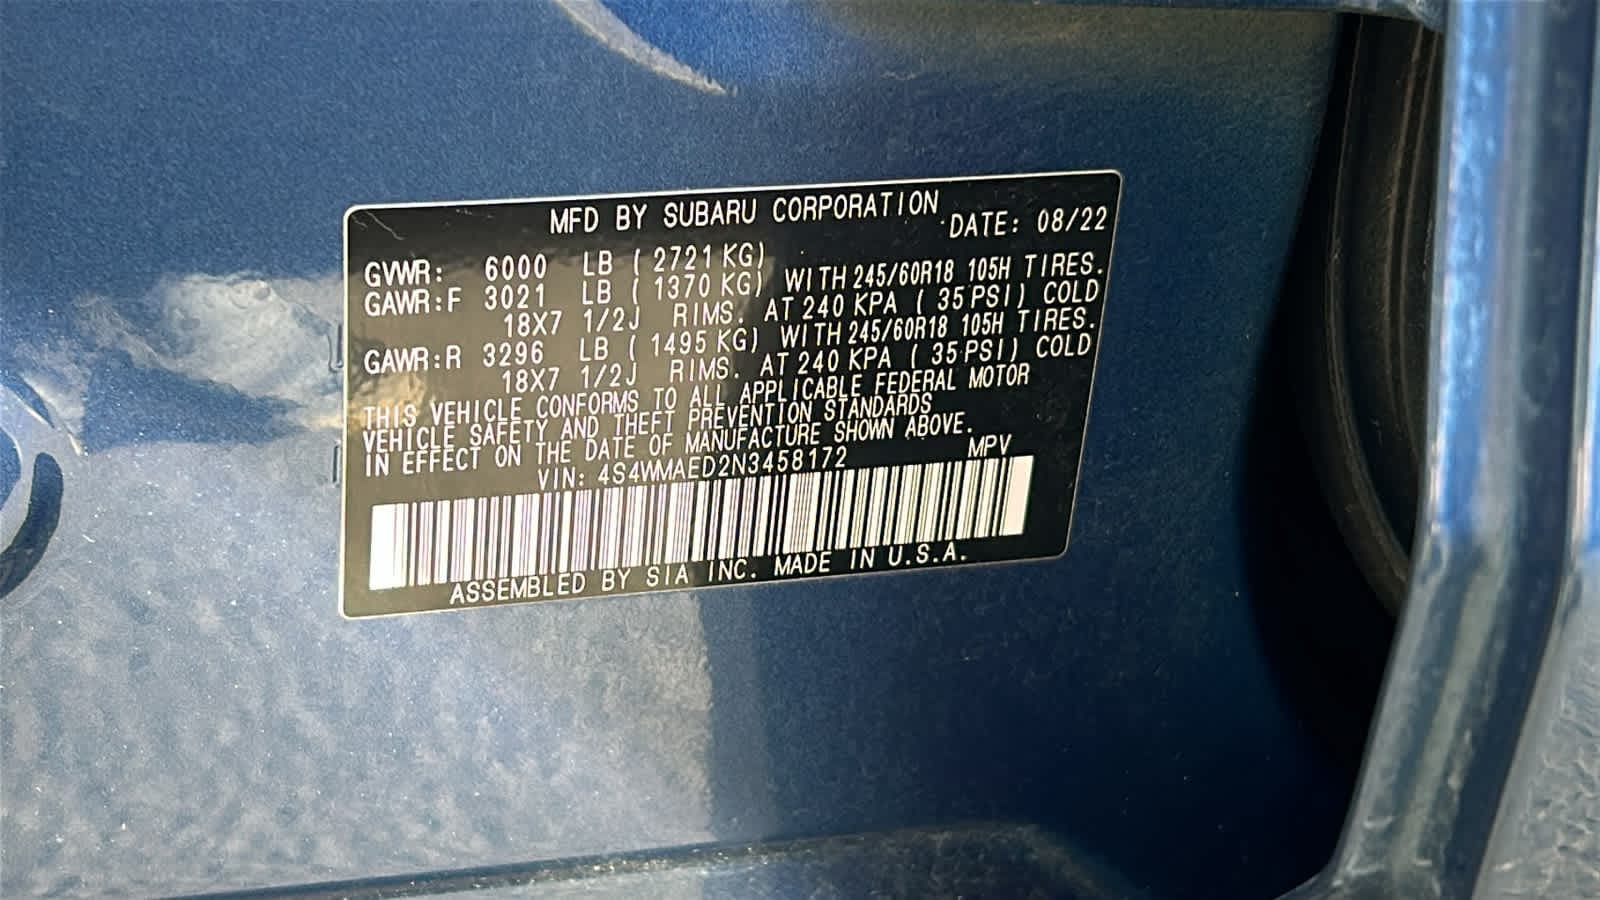 MFD BY SUBARU CORPORATION DATE: 08/22
GVWR: 6000 LB ( 2721 KG)
GAWR:F 3021 LB ( 1370 KG) WITH 245/60R18 105H TIRES.
18X7 1/2J RIMS. AT 240 KPA ( 35 PSI) COLD
GAWR:R 3296 LB ( 1495 KG) WITH 245/60R18 105H TIRES.
18X7 1/2J RIMS. AT 240 KPA ( 35 PSI) COLD
THIS VEHICLE CONFORMS TO ALL APPLICABLE FEDERAL MOTOR
VEHICLE SAFETY AND THEFT PREVENTION STANDARDS
IN EFFECT ON THE DATE OF MANUFACTURE SHOWN ABOVE.
VIN: 4S4WMAED2N3458172 MPV
ASSEMBLED BY SIA INC. MADE IN U.S.A.